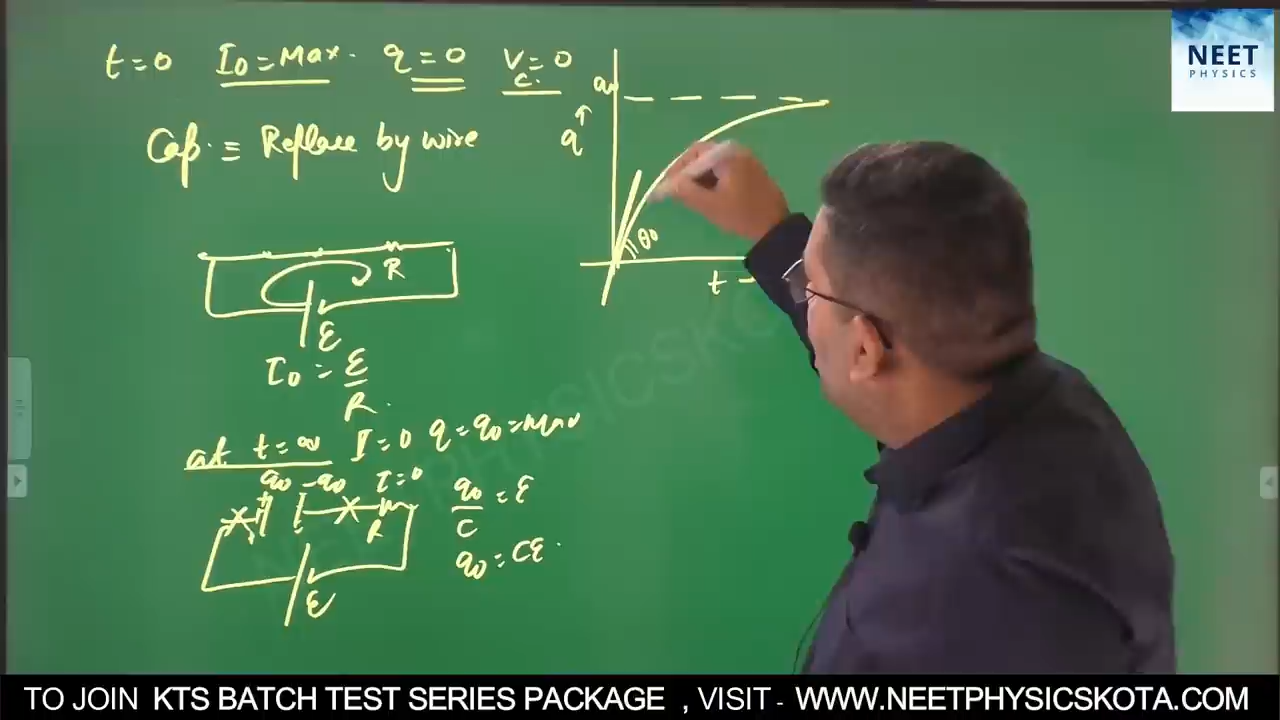 t=0 I₀=Max. q=0 V=0
C.
Cap. ≡ Replace by wire
R
ε
I₀ = ε/R.
at t=∞ I=0 q=q₀=Max
q₀ -q₀ I=0
R
ε
q₀/C = ε
q₀ = Cε.
q₀
q↑
θ₀
t –
NEET
PHYSICS
TO JOIN KTS BATCH TEST SERIES PACKAGE , VISIT - WWW.NEETPHYSICSKOTA.COM